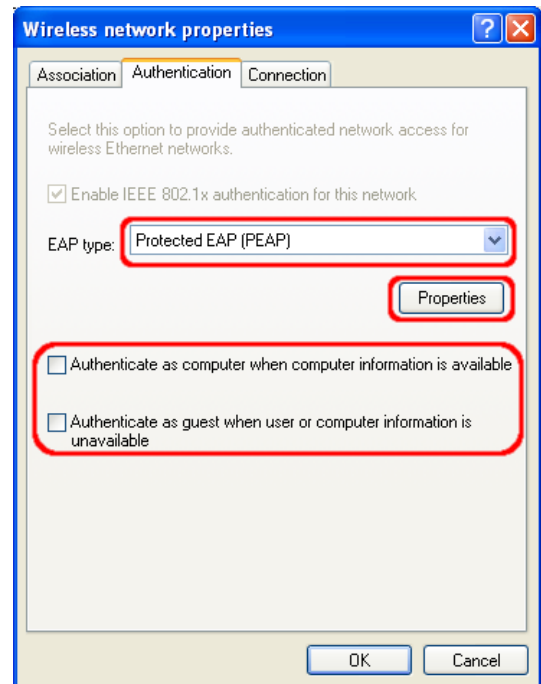 Wireless network properties
Association Authentication Connection
Select this option to provide authenticated network access for
wireless Ethernet networks.
Enable IEEE 802.1x authentication for this network
EAP type: Protected EAP (PEAP)
Properties
Authenticate as computer when computer information is available
Authenticate as guest when user or computer information is
unavailable
OK Cancel